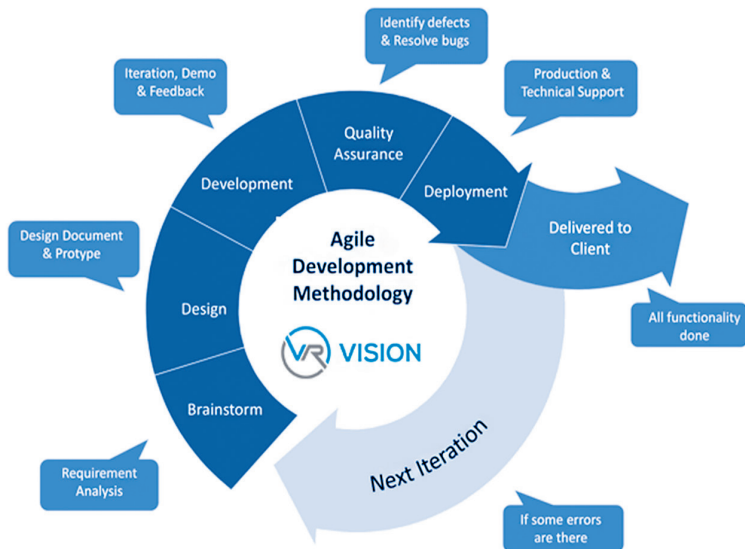 Identify defects
& Resolve bugs
Iteration, Demo
& Feedback
Production &
Technical Support
Quality
Assurance
Development
Deployment
Design Document
& Protype
Agile
Development
Methodology
Delivered to
Client
Design
VR VISION
All functionality
done
Brainstorm
Requirement
Analysis
Next Iteration
If some errors
are there